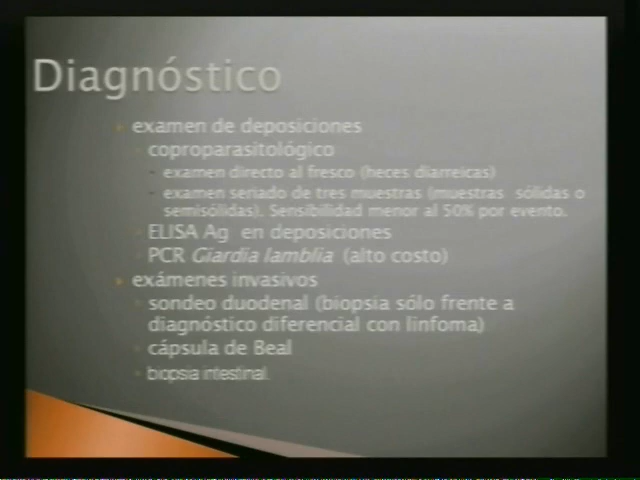 Diagnóstico
examen de deposiciones
coproparasitológico
examen directo al fresco (heces diarreicas)
examen seriado de tres muestras (muestras sólidas o
semisólidas). Sensibilidad menor al 50% por evento.
ELISA Ag en deposiciones
PCR Giardia lamblia (alto costo)
exámenes invasivos
sondeo duodenal (biopsia sólo frente a
diagnóstico diferencial con linfoma)
cápsula de Beal
biopsia intestinal.